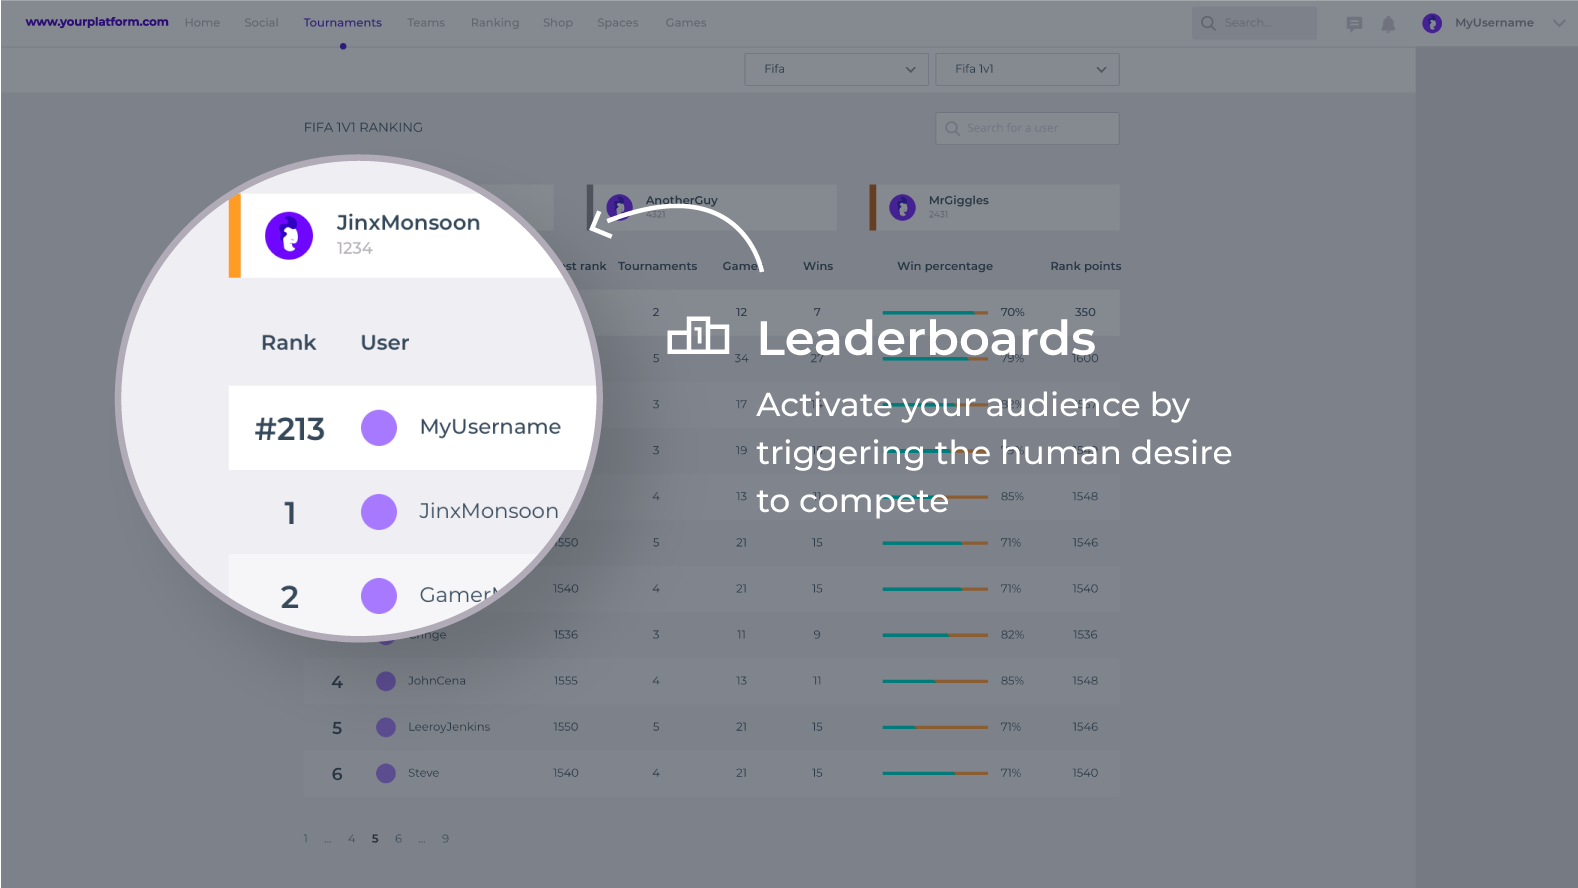 www.yourplatform.com Home Social Tournaments Teams Ranking Shop Spaces Games Search... MyUsername
Fifa Fifa 1v1
FIFA 1V1 RANKING Search for a user
JinxMonsoon
1234
AnotherGuy
4321
MrGiggles
2431
Rank User rank Tournaments Wins Win percentage Rank points
#213 MyUsername 2 12 7 70% 350
1 JinxMonsoon 5 34 27 79% 1600
2 3 17
3 19
4 13 11 85% 1548
1550 5 21 15 71% 1546
1540 4 21 15 71% 1540
1536 3 11 9 82% 1536
4 JohnCena 1555 4 13 11 85% 1548
5 LeeroyJenkins 1550 5 21 15 71% 1546
6 Steve 1540 4 21 15 71% 1540
1 ... 4 5 6 ... 9
1 Leaderboards
Activate your audience by
triggering the human desire
to compete